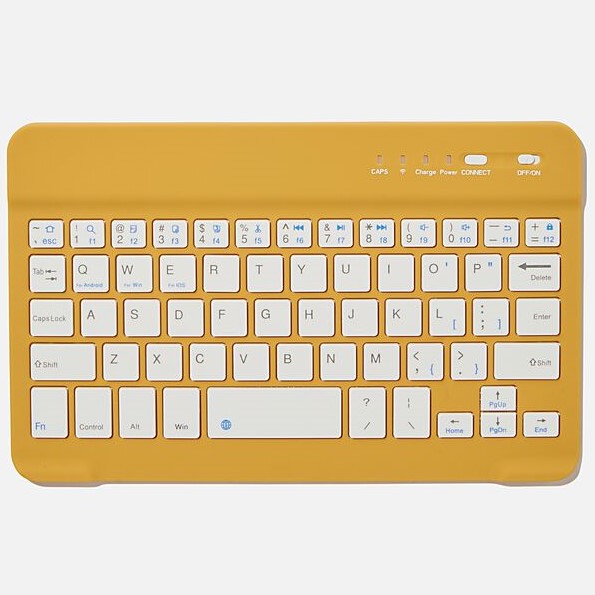 CAPS Charge Power CONNECT OFF/ON
~ ` esc ! 1 f1 @ 2 f2 # 3 f3 $ 4 f4 % 5 f5 ^ 6 f6 & 7 f7 * 8 f8 ( 9 f9 ) 0 f10 — - f11 + = f12
Tab Q For Android W For Win E For IOS R T Y U I O ' P " Delete
Caps Lock A S D F G H J K L [ : ; ] Enter
⇧Shift Z X C V B N M < , { > . } ⇧Shift
Fn Control Alt Win ? / ¦ \ ← Home ↑ PgUp ↓ PgDn → End